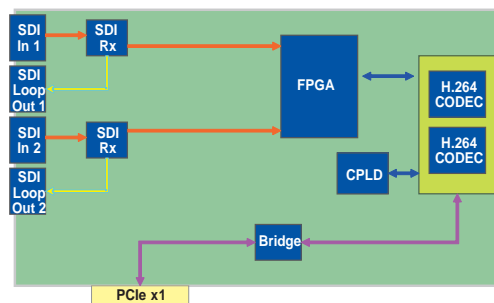 SDI
In 1
SDI
Rx
SDI
Loop
Out 1
SDI
In 2
SDI
Rx
SDI
Loop
Out 2
FPGA
H.264
CODEC
H.264
CODEC
CPLD
Bridge
PCIe x1